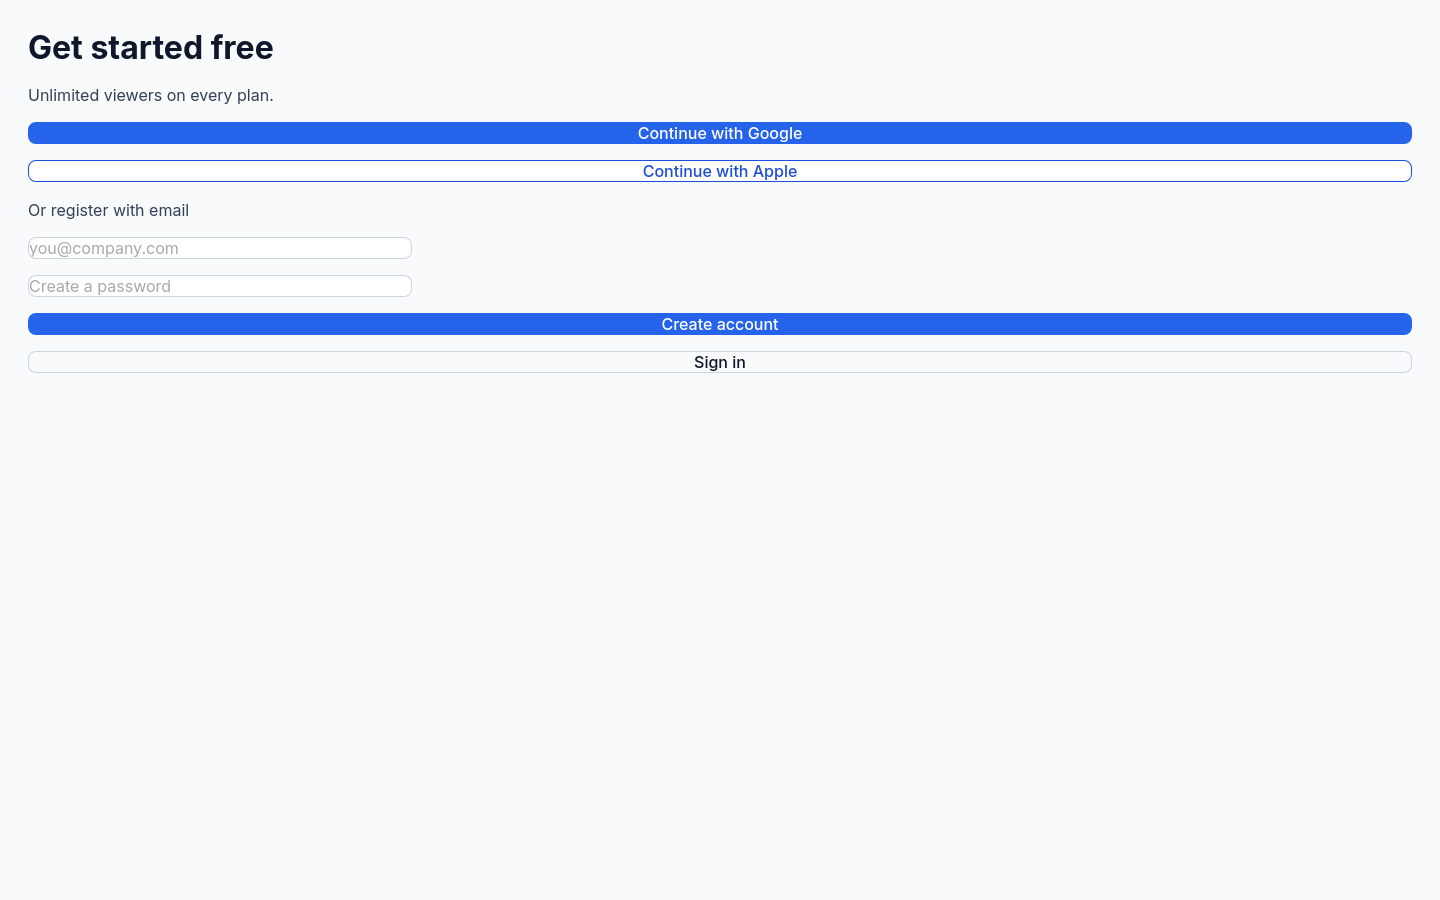 Get started free
Unlimited viewers on every plan.
Continue with Google
Continue with Apple
Or register with email
you@company.com
Create a password
Create account
Sign in